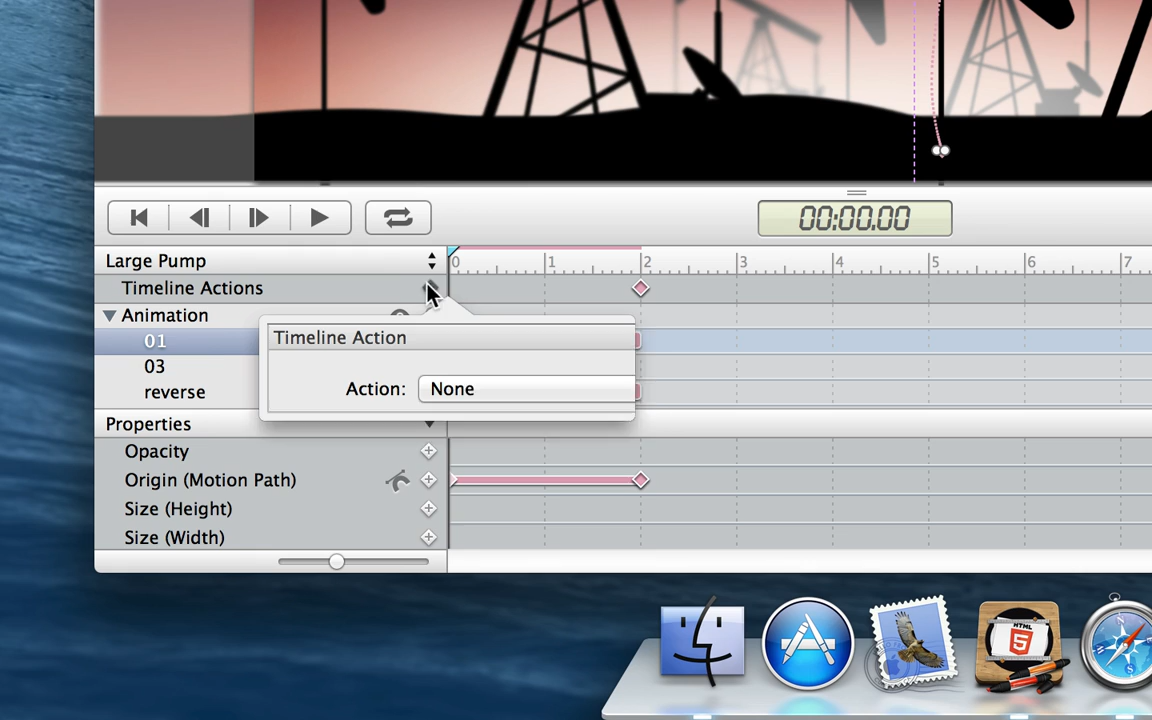 00:00.00
Large Pump
0 1 2 3 4 5 6 7
Timeline Actions
Animation
Timeline Action
01
03
Action: None
reverse
Properties
Opacity
Origin (Motion Path)
Size (Height)
Size (Width)
HTML
5
N